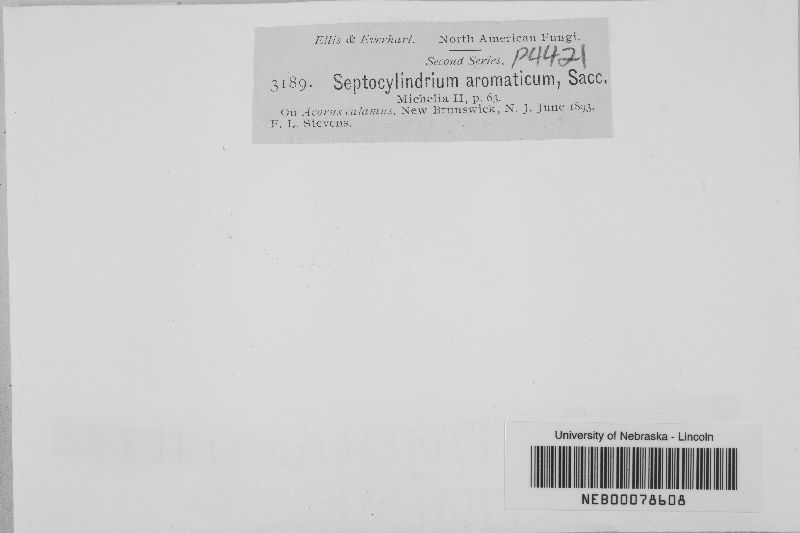 Ellis & Everhart. North American Fungi.
Second Series. P4421
3189. Septocylindrium aromaticum, Sacc.
Michelia II, p. 63.
On Acorus calamus, New Brunswick, N. J. June 1893.
F. L. Stevens.
University of Nebraska - Lincoln
NEB00078608